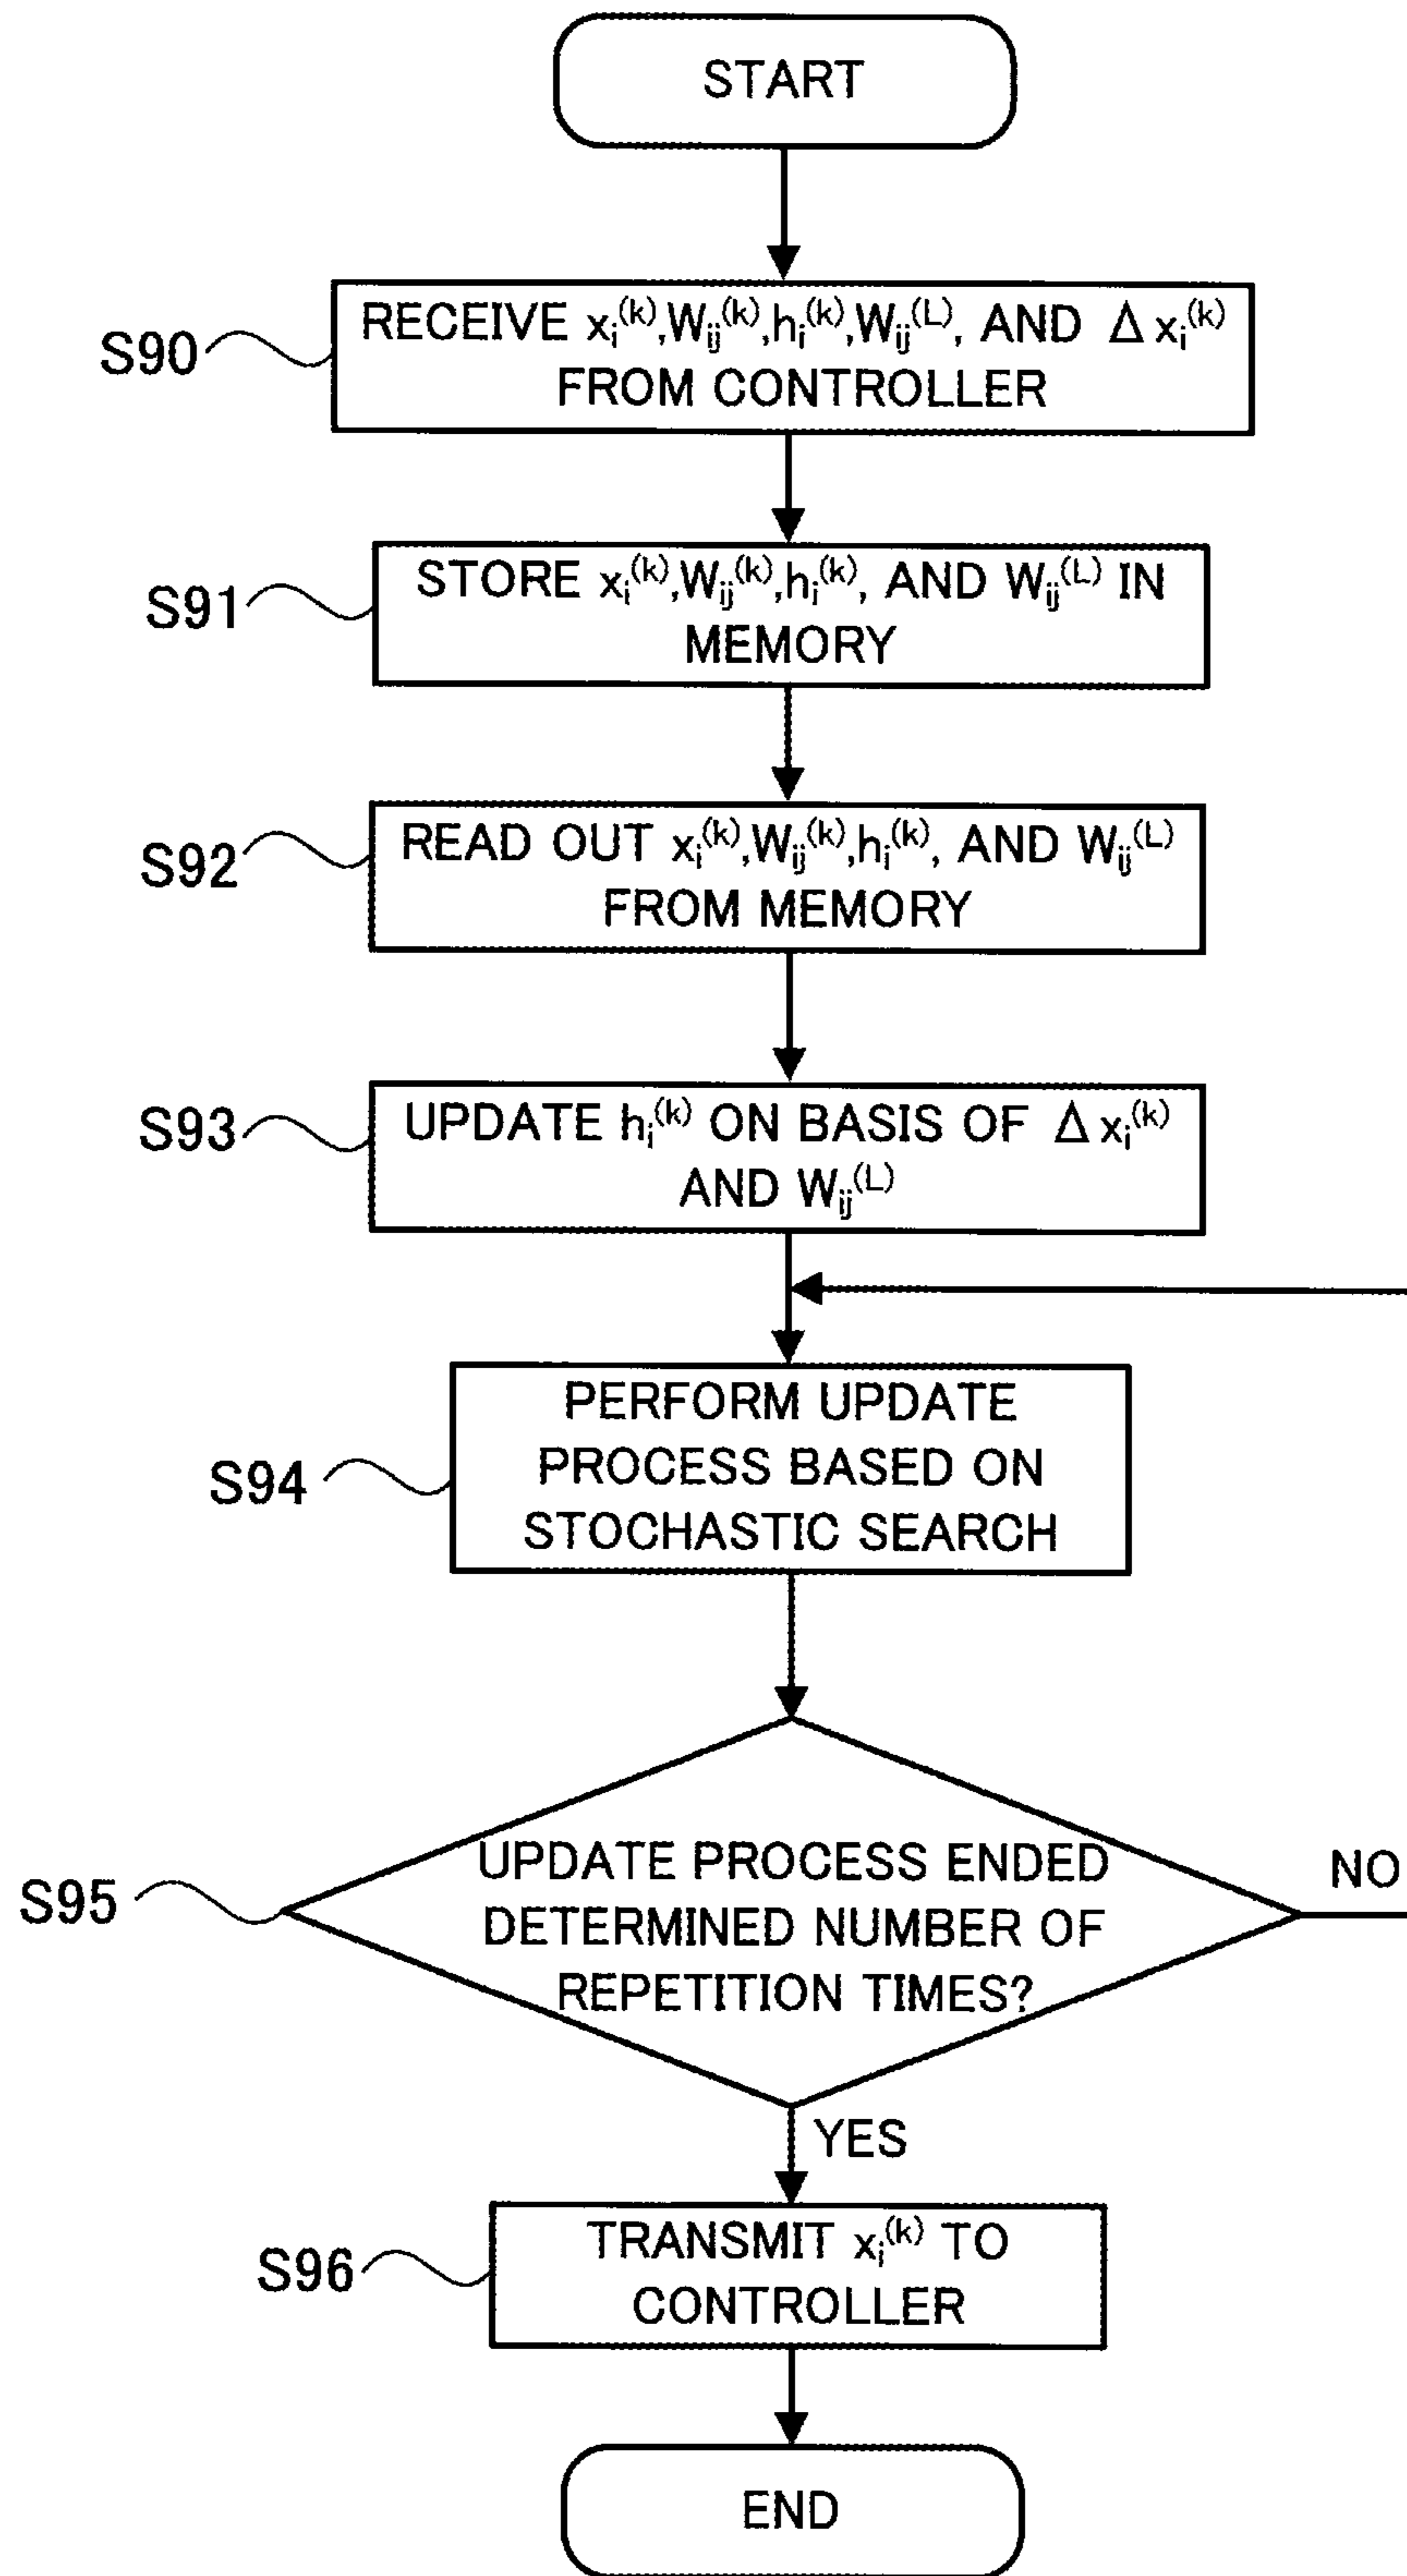 START
S90
RECEIVE xᵢ⁽ᵏ⁾,Wᵢⱼ⁽ᵏ⁾,hᵢ⁽ᵏ⁾,Wᵢⱼ⁽ᴸ⁾, AND Δxᵢ⁽ᵏ⁾
FROM CONTROLLER
S91
STORE xᵢ⁽ᵏ⁾,Wᵢⱼ⁽ᵏ⁾,hᵢ⁽ᵏ⁾, AND Wᵢⱼ⁽ᴸ⁾ IN
MEMORY
S92
READ OUT xᵢ⁽ᵏ⁾,Wᵢⱼ⁽ᵏ⁾,hᵢ⁽ᵏ⁾, AND Wᵢⱼ⁽ᴸ⁾
FROM MEMORY
S93
UPDATE hᵢ⁽ᵏ⁾ ON BASIS OF Δxᵢ⁽ᵏ⁾
AND Wᵢⱼ⁽ᴸ⁾
S94
PERFORM UPDATE
PROCESS BASED ON
STOCHASTIC SEARCH
S95
UPDATE PROCESS ENDED
DETERMINED NUMBER OF
REPETITION TIMES?
NO
YES
S96
TRANSMIT xᵢ⁽ᵏ⁾ TO
CONTROLLER
END